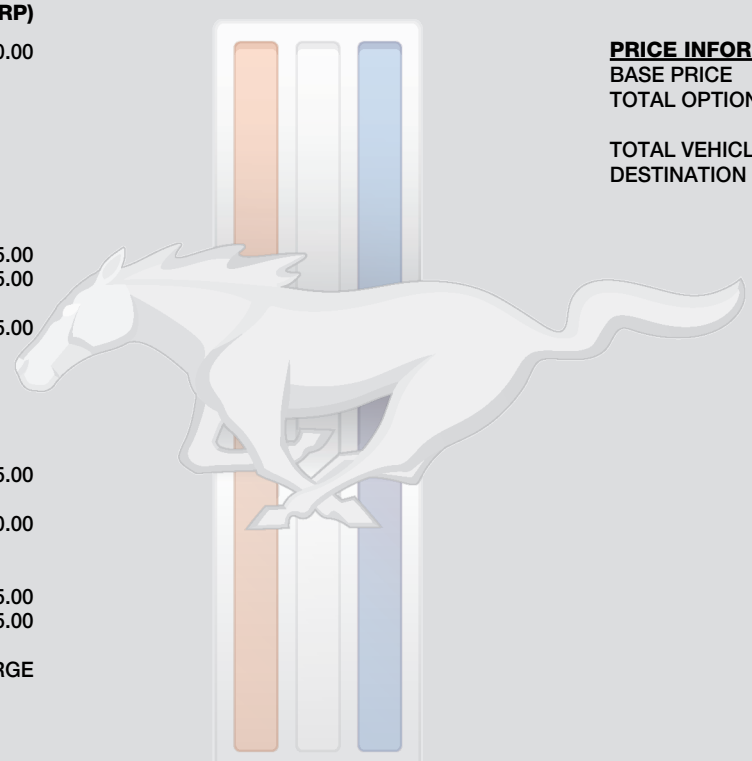 RP)
0.00
5.00
5.00
5.00
5.00
0.00
5.00
5.00
RGE
PRICE INFOR
BASE PRICE
TOTAL OPTION
TOTAL VEHICL
DESTINATION